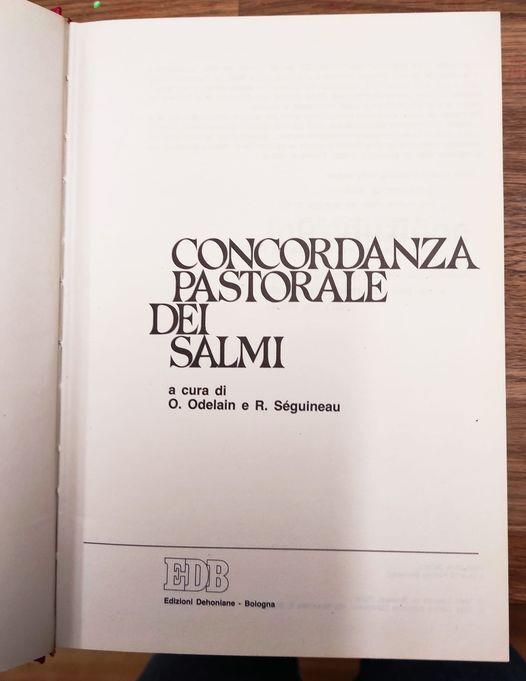 CONCORDANZA
PASTORALE
DEI
SALMI
a cura di
O. Odelain e R. Séguineau
EDB
Edizioni Dehoniane - Bologna